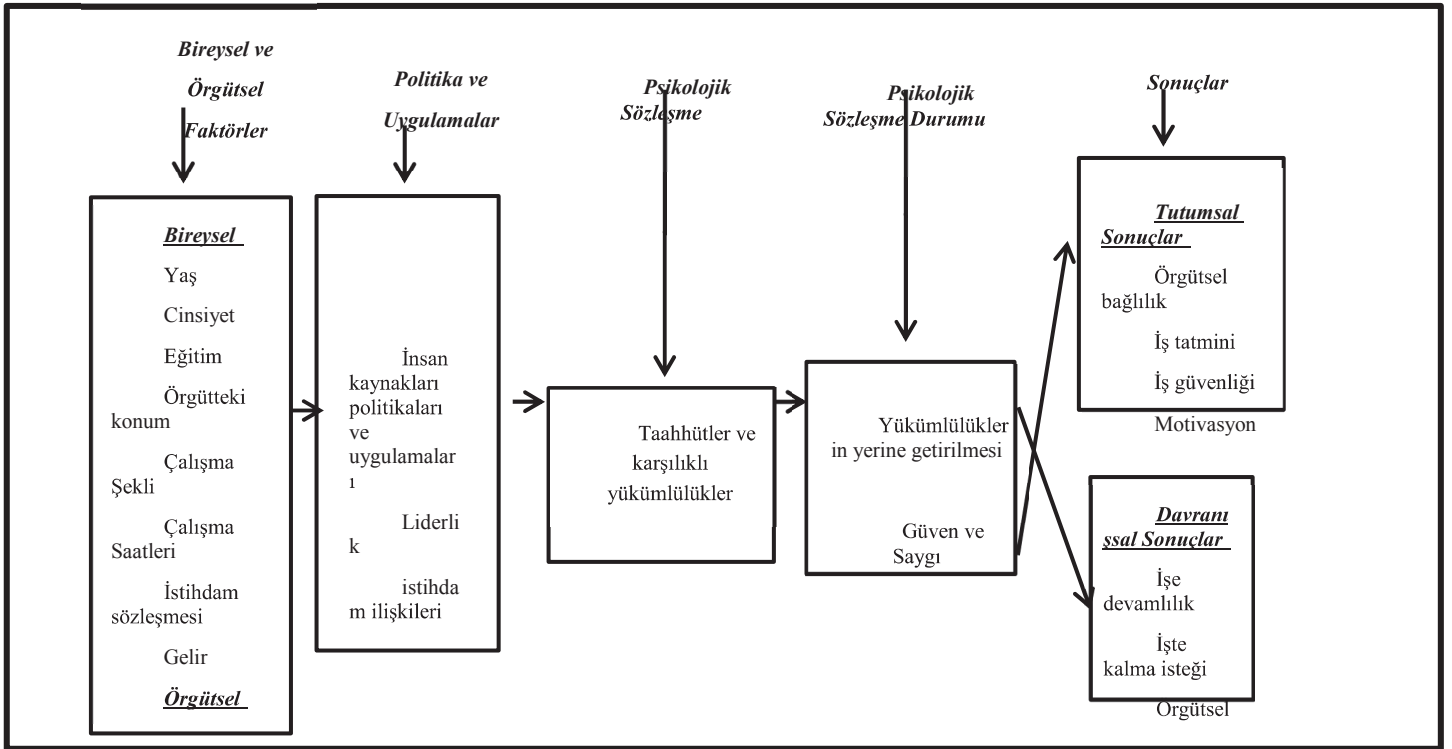 Bireysel ve
Örgütsel
Faktörler
Politika ve
Uygulamalar
Psikolojik
Sözleşme
Psikolojik
Sözleşme Durumu
Sonuçlar
Bireysel
Yaş
Cinsiyet
Eğitim
Örgütteki
konum
Çalışma
Şekli
Çalışma
Saatleri
İstihdam
sözleşmesi
Gelir
Örgütsel
İnsan
kaynakları
politikaları
ve
uygulamalar
ı
Liderli
k
istihda
m ilişkileri
Taahhütler ve
karşılıklı
yükümlülükler
Yükümlülükler
in yerine getirilmesi
Güven ve
Saygı
Tutumsal
Sonuçlar
Örgütsel
bağlılık
İş tatmini
İş güvenliği
Motivasyon
Davranı
şsal Sonuçlar
İşe
devamlılık
İşte
kalma isteği
Orgütsel